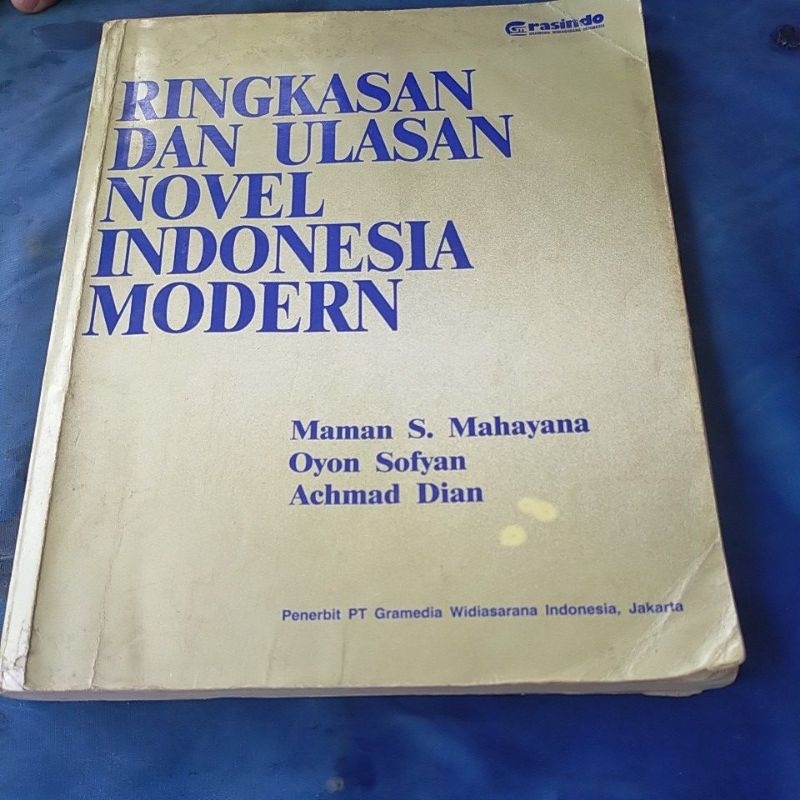 Grasindo
RINGKASAN
DAN ULASAN
NOVEL
INDONESIA
MODERN
Maman S. Mahayana
Oyon Sofyan
Achmad Dian
Penerbit PT Gramedia Widiasarana Indonesia, Jakarta